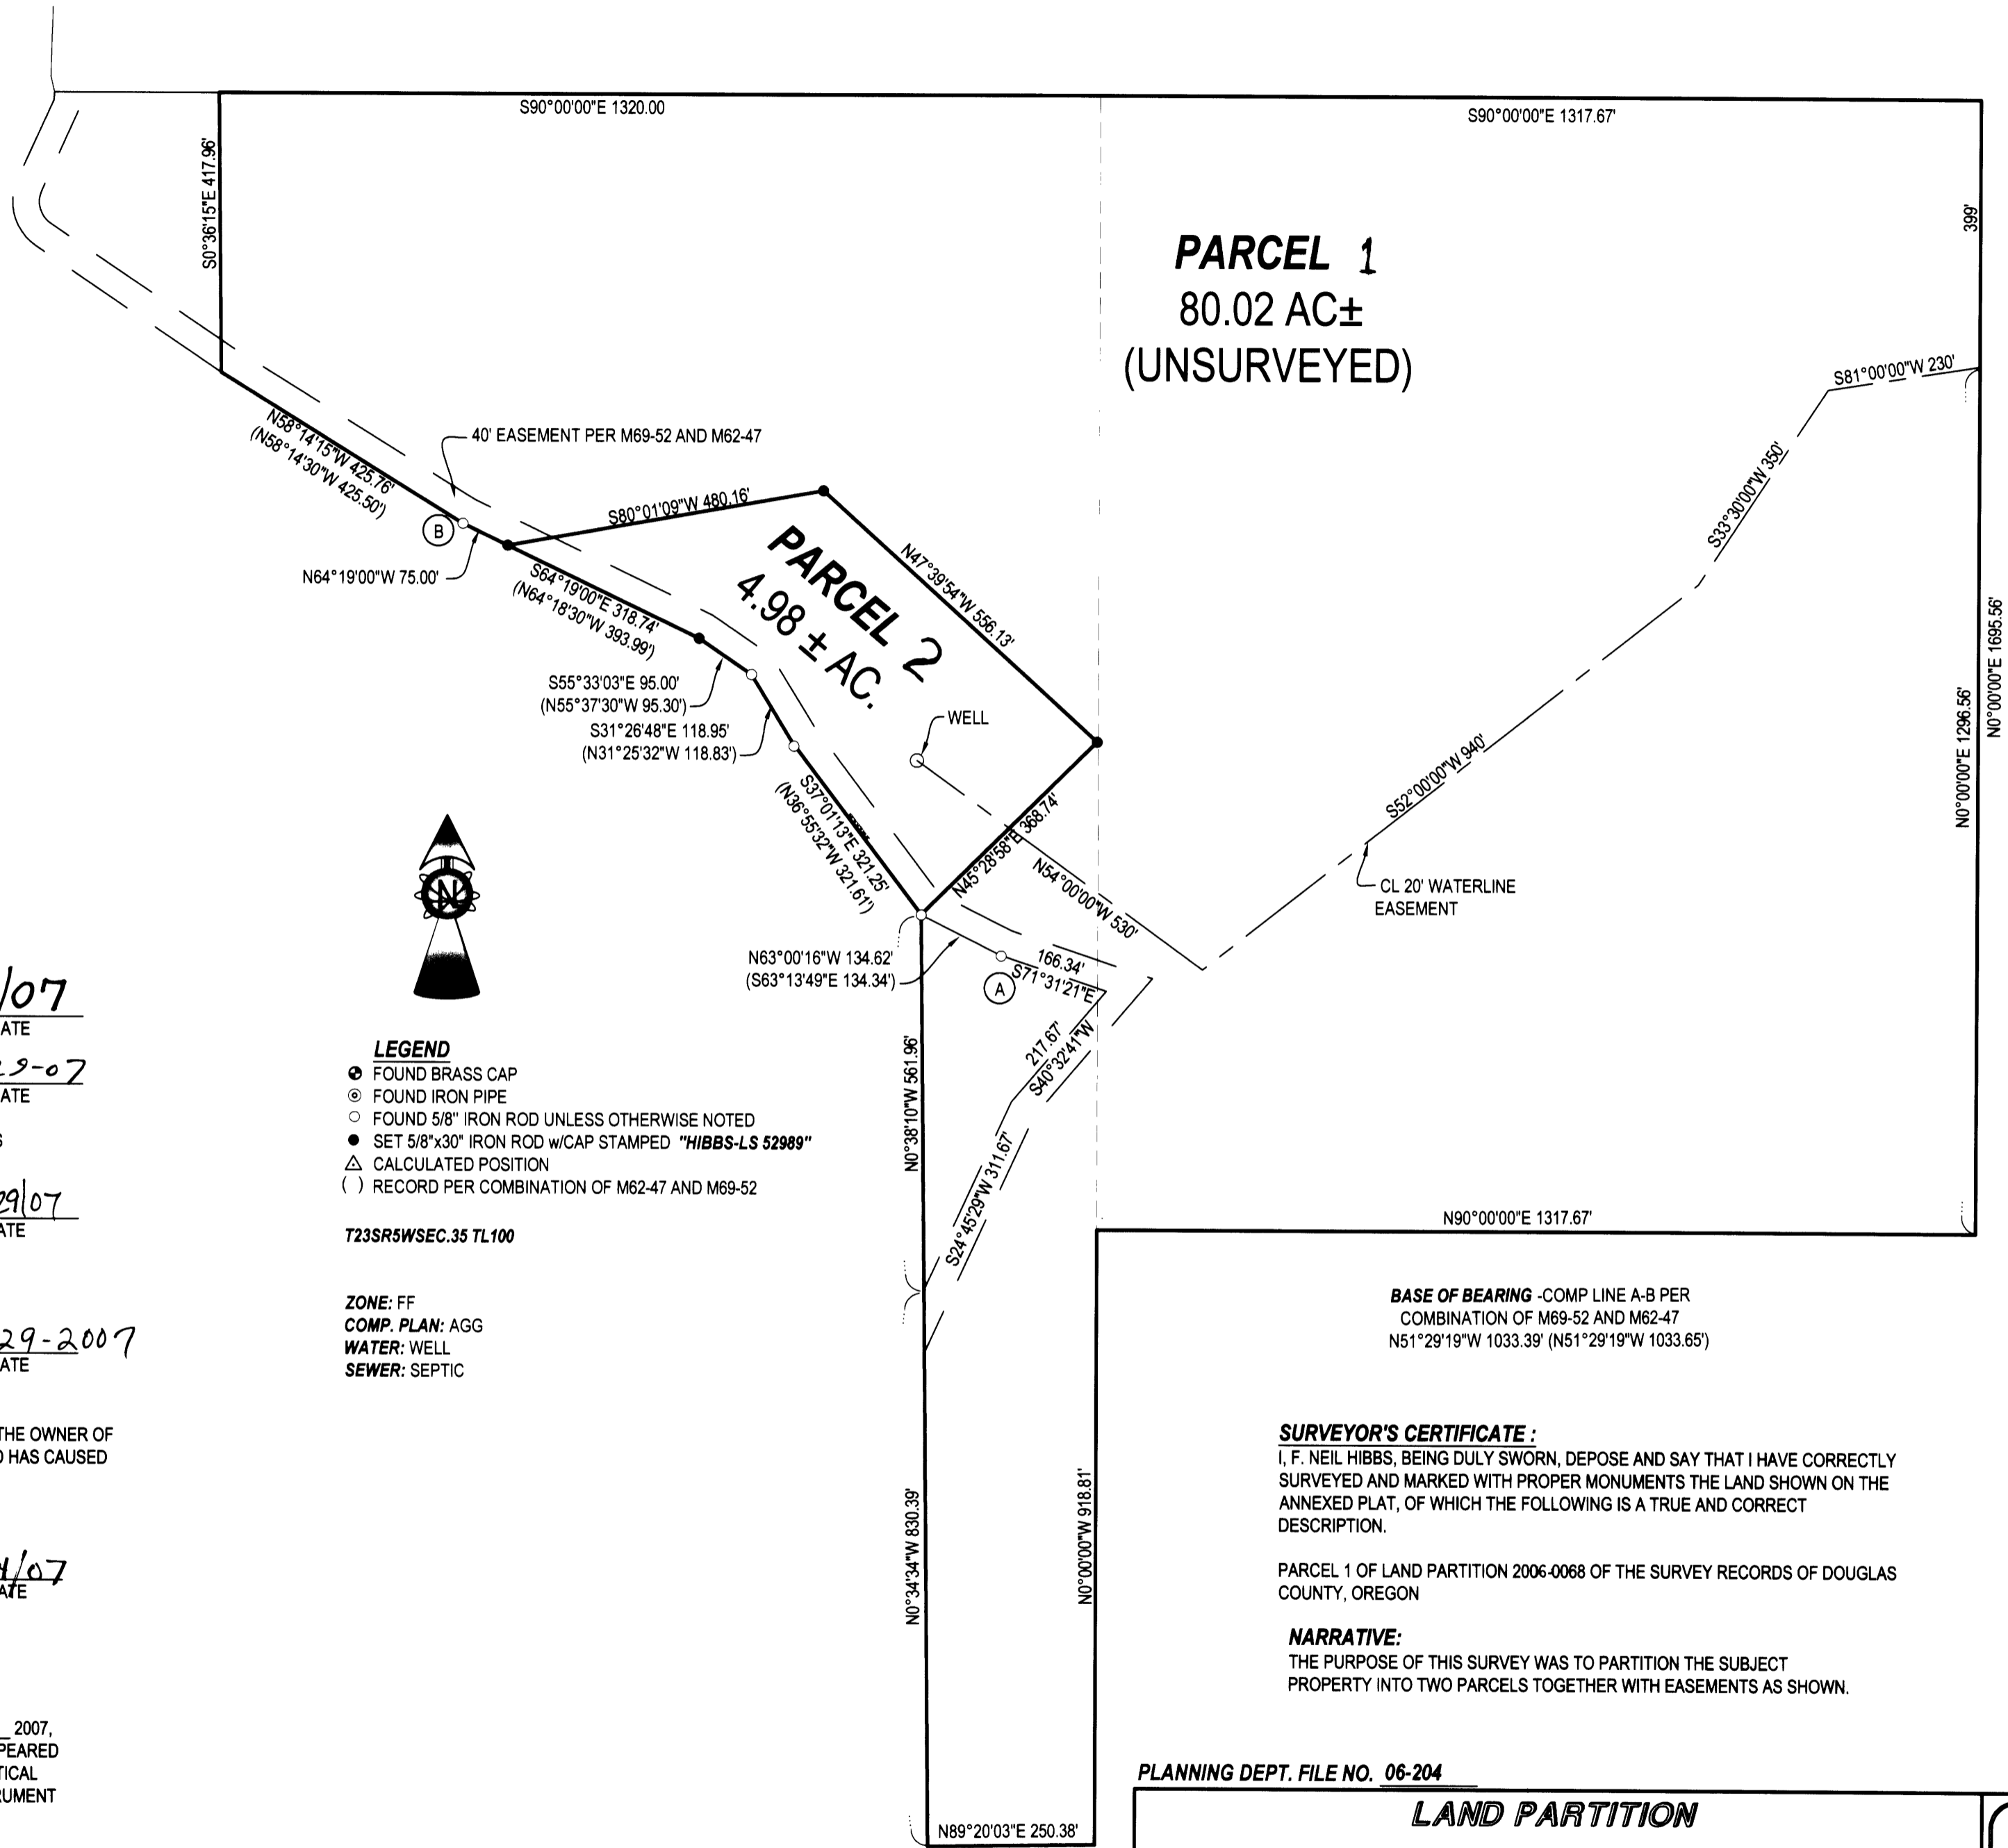 S90°00'00"E 1320.00
S90°00'00"E 1317.67'
S0°36'15"E 417.96'
399'
PARCEL 1
80.02 AC±
(UNSURVEYED)
S81°00'00"W 230'
N58°14'15"W 425.76'
(N58°14'30"W 425.50')
40' EASEMENT PER M69-52 AND M62-47
S33°30'00"W 350'
S80°01'09"W 480.16'
B
N64°19'00"W 75.00'
S64°19'00"E 318.74'
(N64°18'30"W 393.99')
PARCEL 2
4.98 ± AC.
N47°39'54"W 556.13'
N0°00'00"E 1695.56'
N0°00'00"E 1296.56'
S55°33'03"E 95.00'
(N55°37'30"W 95.30')
S31°26'48"E 118.95'
(N31°25'32"W 118.83')
WELL
S52°00'00"W 940'
S37°01'13"E 321.25'
(N36°55'32"W 321.61')
N45°28'58"E 368.74'
N54°00'00"W 530'
CL 20' WATERLINE
EASEMENT
N
N63°00'16"W 134.62'
(S63°13'49"E 134.34')
166.34'
S71°31'21"E
A
217.67'
S40°32'41"W
N0°38'10"W 561.96'
S24°45'29"W 311.67'
/07
ATE
29-07
ATE
S
29/07
ATE
29-2007
ATE
THE OWNER OF
D HAS CAUSED
4/07
ATE
2007,
PEARED
TICAL
RUMENT
LEGEND
FOUND BRASS CAP
FOUND IRON PIPE
FOUND 5/8" IRON ROD UNLESS OTHERWISE NOTED
SET 5/8"x30" IRON ROD w/CAP STAMPED "HIBBS-LS 52989"
CALCULATED POSITION
( ) RECORD PER COMBINATION OF M62-47 AND M69-52
T23SR5WSEC.35 TL100
ZONE: FF
COMP. PLAN: AGG
WATER: WELL
SEWER: SEPTIC
N90°00'00"E 1317.67'
BASE OF BEARING -COMP LINE A-B PER
COMBINATION OF M69-52 AND M62-47
N51°29'19"W 1033.39' (N51°29'19"W 1033.65')
N0°34'34"W 830.39'
N0°00'00"W 918.81'
N89°20'03"E 250.38'
SURVEYOR'S CERTIFICATE :
I, F. NEIL HIBBS, BEING DULY SWORN, DEPOSE AND SAY THAT I HAVE CORRECTLY
SURVEYED AND MARKED WITH PROPER MONUMENTS THE LAND SHOWN ON THE
ANNEXED PLAT, OF WHICH THE FOLLOWING IS A TRUE AND CORRECT
DESCRIPTION.
PARCEL 1 OF LAND PARTITION 2006-0068 OF THE SURVEY RECORDS OF DOUGLAS
COUNTY, OREGON
NARRATIVE:
THE PURPOSE OF THIS SURVEY WAS TO PARTITION THE SUBJECT
PROPERTY INTO TWO PARCELS TOGETHER WITH EASEMENTS AS SHOWN.
PLANNING DEPT. FILE NO. 06-204
LAND PARTITION